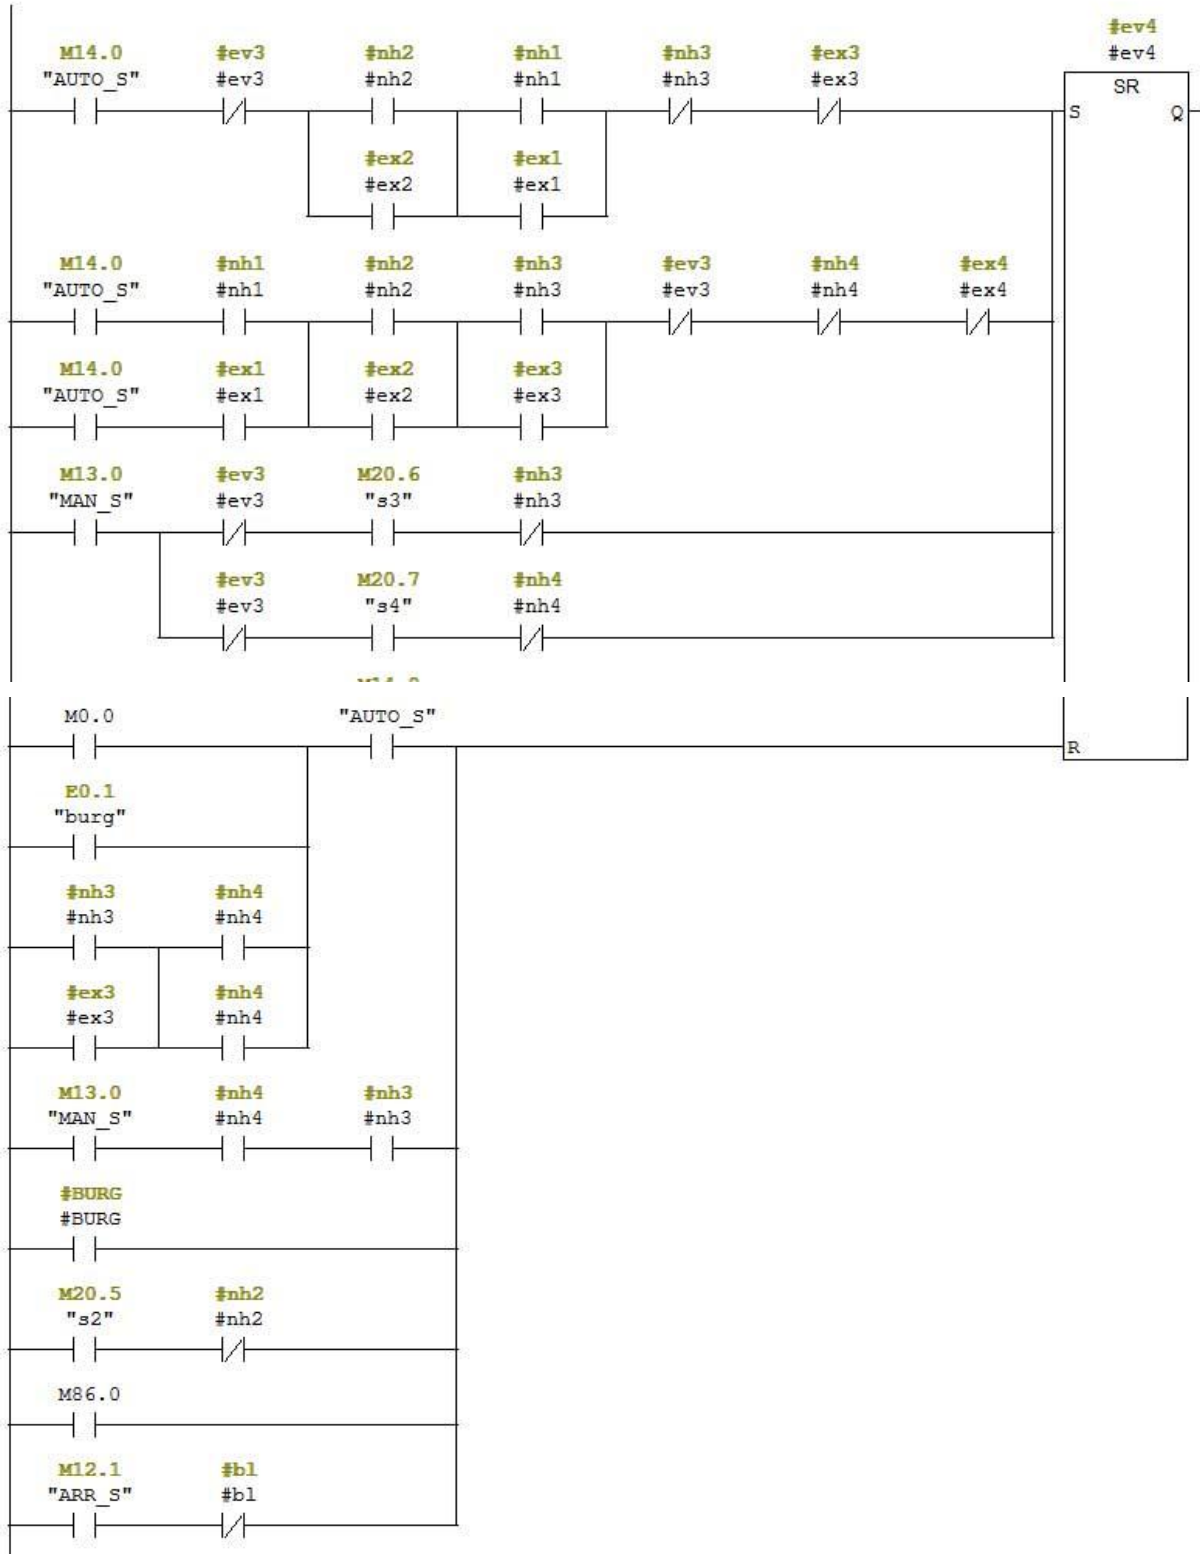 #ev4
M14.0 #ev3 #nh2 #nh1 #nh3 #ex3 #ev4
"AUTO_S" #ev3 #nh2 #nh1 #nh3 #ex3 SR
S Q
#ex2 #ex1
#ex2 #ex1
M14.0 #nh1 #nh2 #nh3 #ev3 #nh4 #ex4
"AUTO_S" #nh1 #nh2 #nh3 #ev3 #nh4 #ex4
M14.0 #ex1 #ex2 #ex3
"AUTO_S" #ex1 #ex2 #ex3
M13.0 #ev3 M20.6 #nh3
"MAN_S" #ev3 "s3" #nh3
#ev3 M20.7 #nh4
#ev3 "s4" #nh4
M0.0 "AUTO_S"
R
E0.1
"burg"
#nh3 #nh4
#nh3 #nh4
#ex3 #nh4
#ex3 #nh4
M13.0 #nh4 #nh3
"MAN_S" #nh4 #nh3
#BURG
#BURG
M20.5 #nh2
"s2" #nh2
M86.0
M12.1 #bl
"ARR_S" #bl